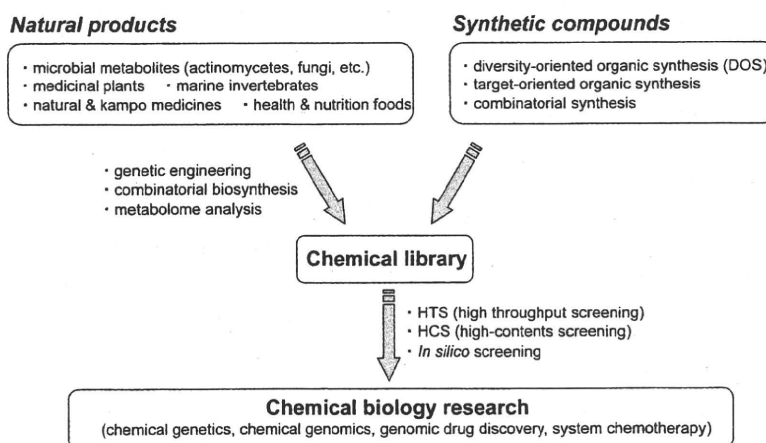 Natural products
· microbial metabolites (actinomycetes, fungi, etc.)
· medicinal plants · marine invertebrates
· natural & kampo medicines · health & nutrition foods
Synthetic compounds
· diversity-oriented organic synthesis (DOS)
· target-oriented organic synthesis
· combinatorial synthesis
· genetic engineering
· combinatorial biosynthesis
· metabolome analysis
Chemical library
· HTS (high throughput screening)
· HCS (high-contents screening)
· In silico screening
Chemical biology research
(chemical genetics, chemical genomics, genomic drug discovery, system chemotherapy)